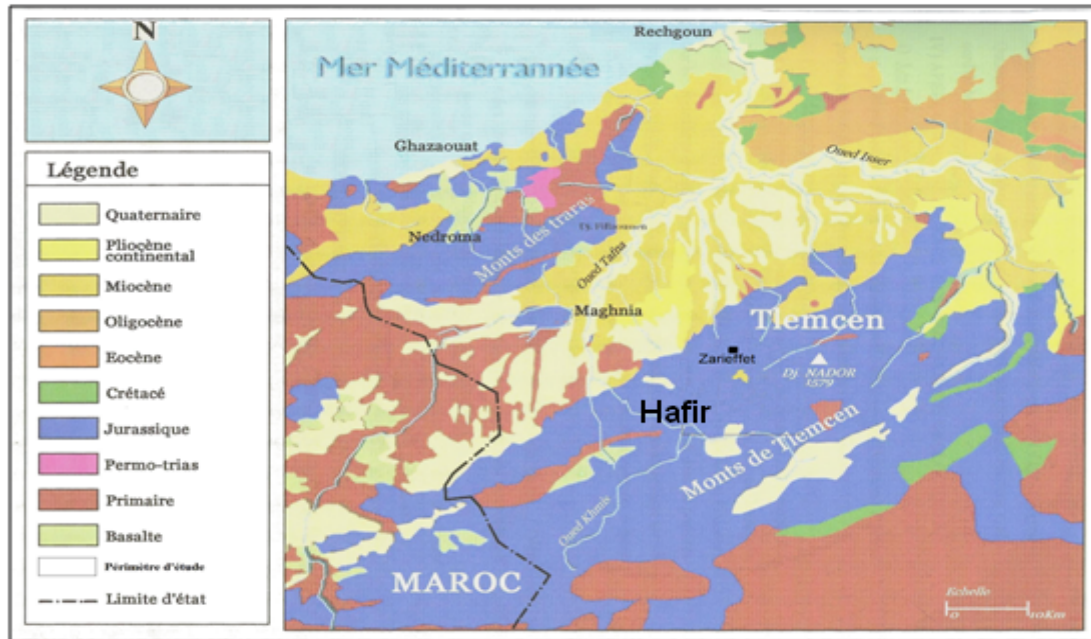 N
Légende
Quaternaire
Pliocène
continental
Miocène
Oligocène
Eocène
Crétacé
Jurassique
Permo-trias
Primaire
Basalte
Périmètre d'étude
Limite d'état
Rechgoun
Mer Méditerrannée
Ghazaouat
Oued Isser
Nedroma
Monts des traras
Oued Tafna
Maghnia
Tlemcen
Zarieffet
Dj. NADOR
1579
Hafir
Monts de Tlemcen
Oued Khmis
MAROC
Echelle
0 10Km